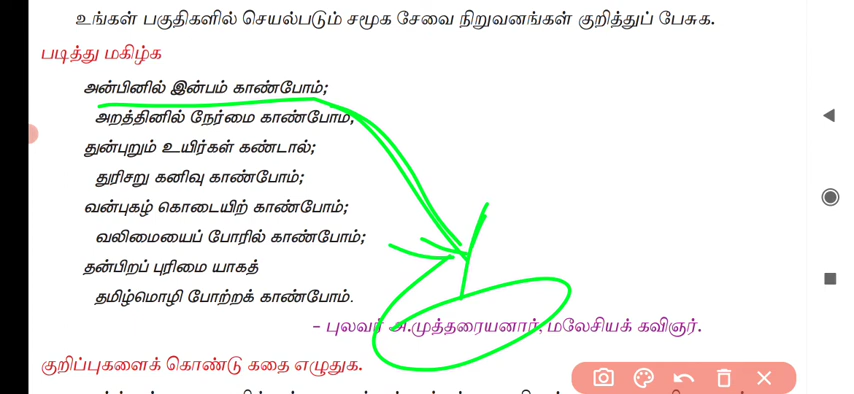 உங்கள் பகுதிகளில் செயல்படும் சமூக சேவை நிறுவனங்கள் குறித்துப் பேசுக.
படித்து மகிழ்க
அன்பினில் இன்பம் காண்போம்;
அறத்தினில் நேர்மை காண்போம்;
துன்புறும் உயிர்கள் கண்டால்;
துரிசறு கனிவு காண்போம்;
வன்புகழ் கொடையிற் காண்போம்;
வலிமையைப் போரில் காண்போம்;
தன்பிறப் புரிமை யாகத்
தமிழ்மொழி போற்றக் காண்போம்.
– புலவர் அ.முத்தரையனார், மலேசியக் கவிஞர்.
குறிப்புகளைக் கொண்டு கதை எழுதுக.